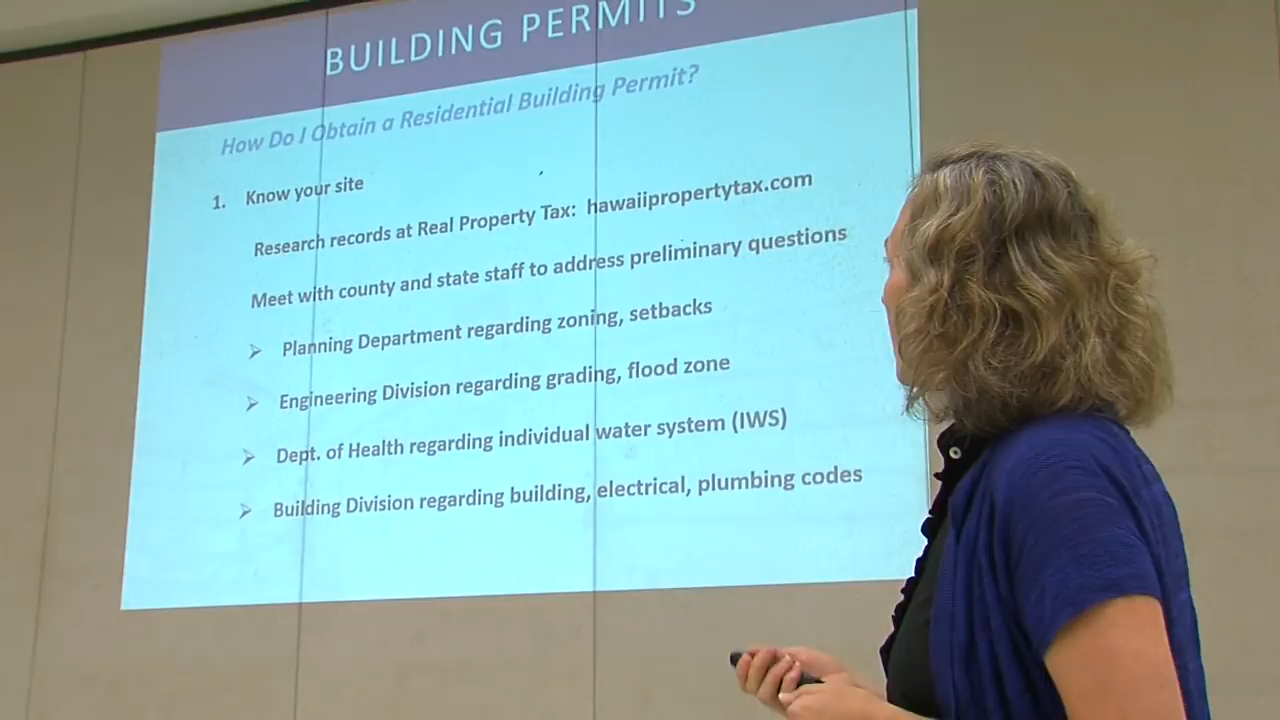 BUILDING PERMITS
How Do I Obtain a Residential Building Permit?
1. Know your site
Research records at Real Property Tax: hawaiipropertytax.com
Meet with county and state staff to address preliminary questions
➢ Planning Department regarding zoning, setbacks
➢ Engineering Division regarding grading, flood zone
➢ Dept. of Health regarding individual water system (IWS)
➢ Building Division regarding building, electrical, plumbing codes